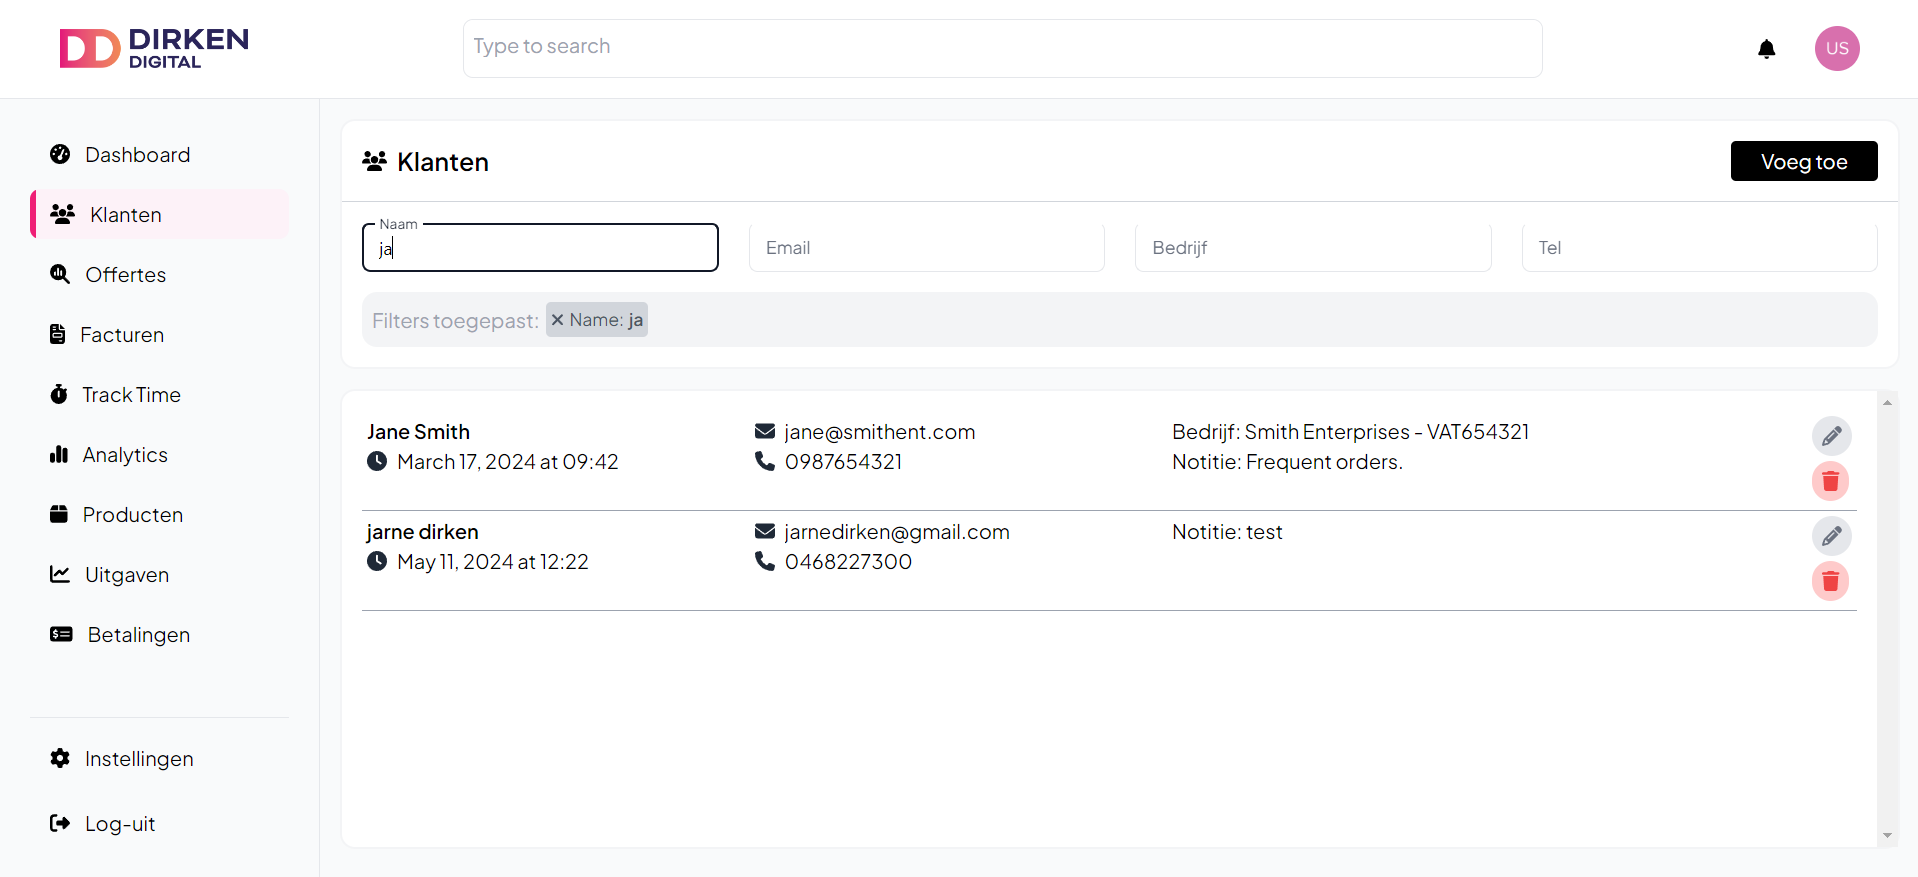 DIRKEN
DIGITAL
Type to search
US
Dashboard
Klanten
Offertes
Facturen
Track Time
Analytics
Producten
Uitgaven
Betalingen
Instellingen
Log-uit
Klanten
Voeg toe
Naam
ja
Email
Bedrijf
Tel
Filters toegepast: Name: ja
Jane Smith
March 17, 2024 at 09:42
jane@smithent.com
0987654321
Bedrijf: Smith Enterprises - VAT654321
Notitie: Frequent orders.
jarne dirken
May 11, 2024 at 12:22
jarnedirken@gmail.com
0468227300
Notitie: test